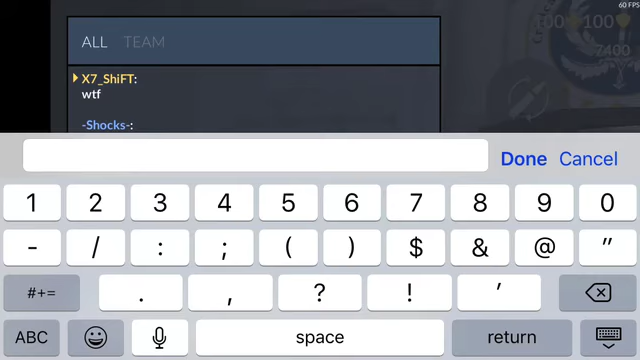 60 FPS
100 100
7400
ALL TEAM
X7_ShiFT:
wtf
-Shocks-:
Done Cancel
1 2 3 4 5 6 7 8 9 0
- / : ; ( ) $ & @ "
#+= . , ? ! '
ABC space return